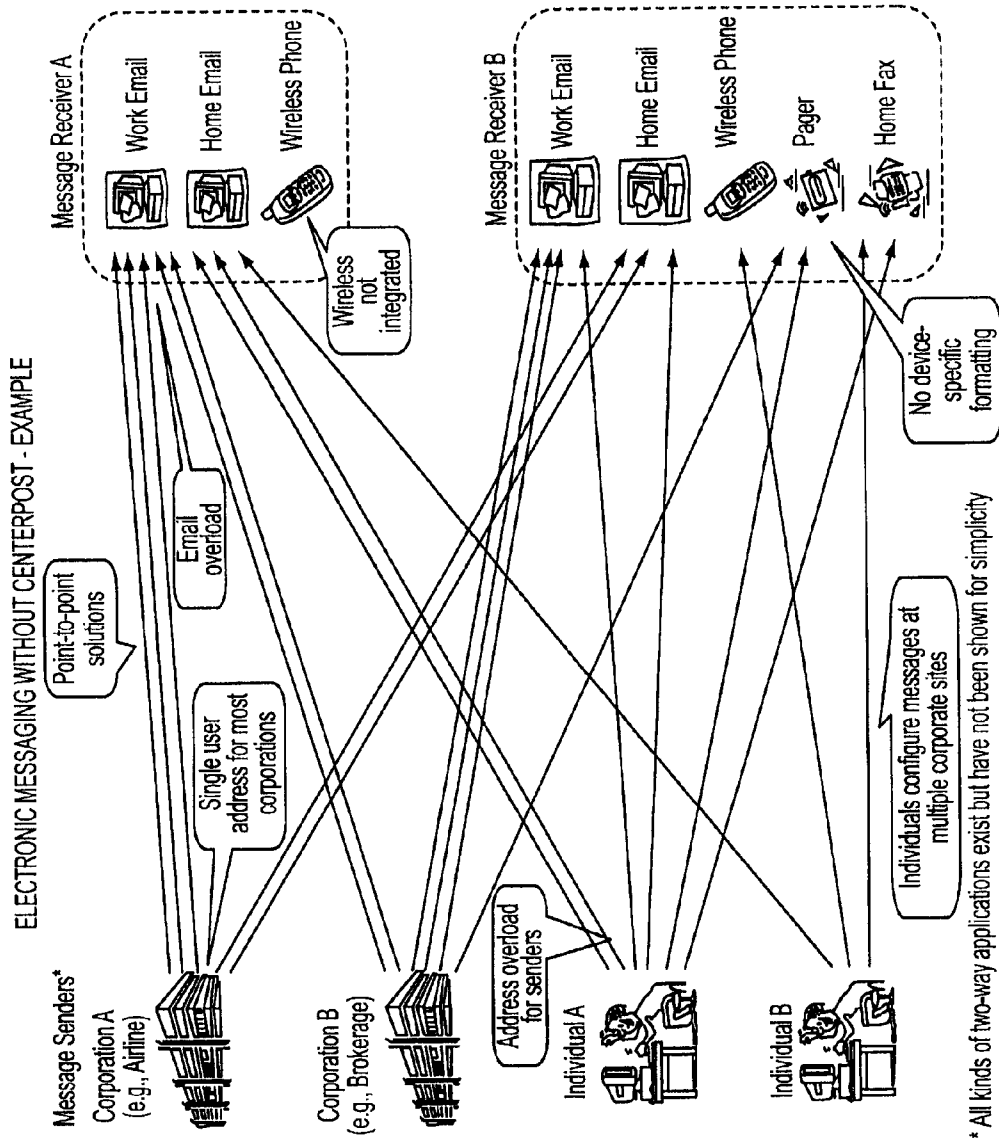 ELECTRONIC MESSAGING WITHOUT CENTERPOST - EXAMPLE
Message Senders*
Corporation A
(e.g., Airline)
Corporation B
(e.g., Brokerage)
Individual A
Individual B
Point-to-point
solutions
Email
overload
Single user
address for most
corporations
Address overload
for senders
Individuals configure messages at
multiple corporate sites
Wireless
not
integrated
No device-
specific
formatting
Message Receiver A
Work Email
Home Email
Wireless Phone
Message Receiver B
Work Email
Home Email
Wireless Phone
Pager
Home Fax
* All kinds of two-way applications exist but have not been shown for simplicity